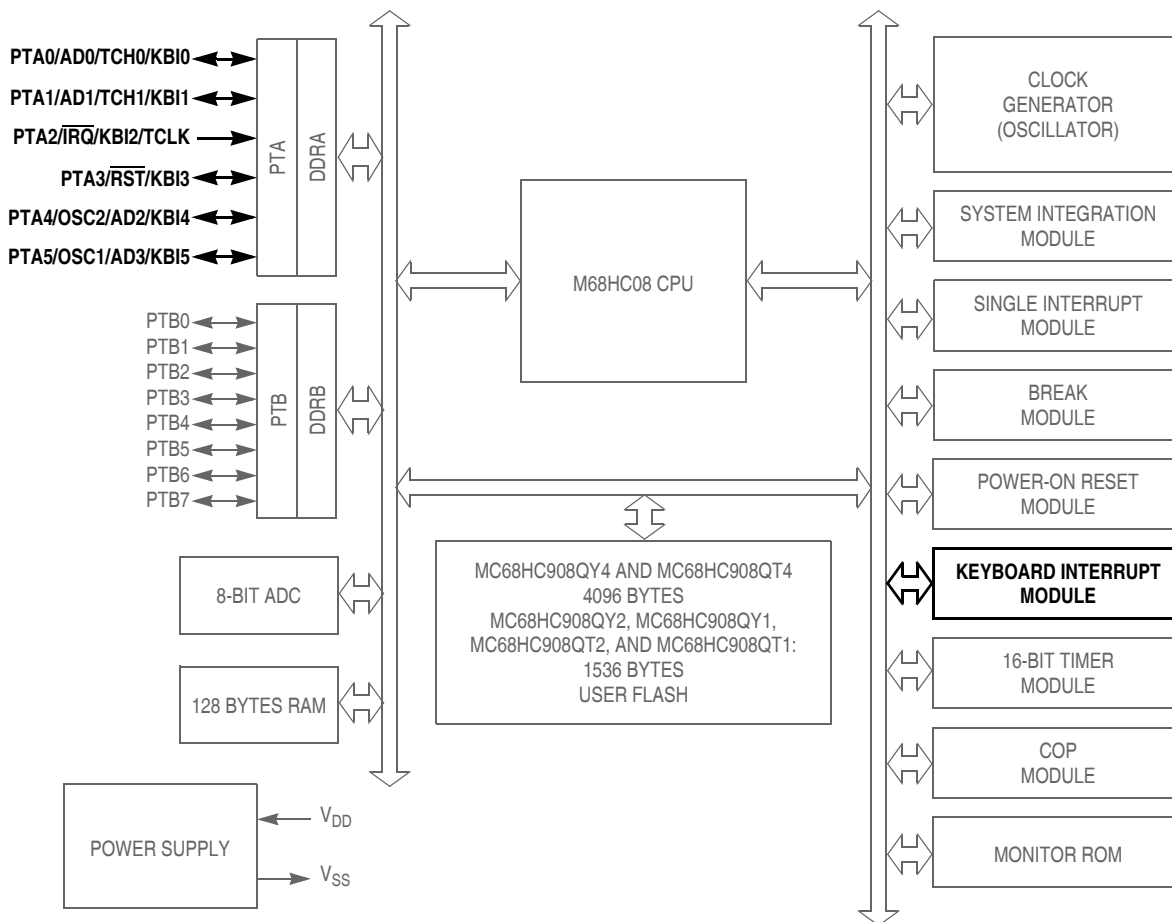 PTA0/AD0/TCH0/KBI0
PTA1/AD1/TCH1/KBI1
PTA2/IRQ/KBI2/TCLK
PTA3/RST/KBI3
PTA4/OSC2/AD2/KBI4
PTA5/OSC1/AD3/KBI5
PTA
DDRA
PTB0
PTB1
PTB2
PTB3
PTB4
PTB5
PTB6
PTB7
PTB
DDRB
8-BIT ADC
128 BYTES RAM
POWER SUPPLY
VDD
VSS
M68HC08 CPU
MC68HC908QY4 AND MC68HC908QT4
4096 BYTES
MC68HC908QY2, MC68HC908QY1,
MC68HC908QT2, AND MC68HC908QT1:
1536 BYTES
USER FLASH
CLOCK
GENERATOR
(OSCILLATOR)
SYSTEM INTEGRATION
MODULE
SINGLE INTERRUPT
MODULE
BREAK
MODULE
POWER-ON RESET
MODULE
KEYBOARD INTERRUPT
MODULE
16-BIT TIMER
MODULE
COP
MODULE
MONITOR ROM